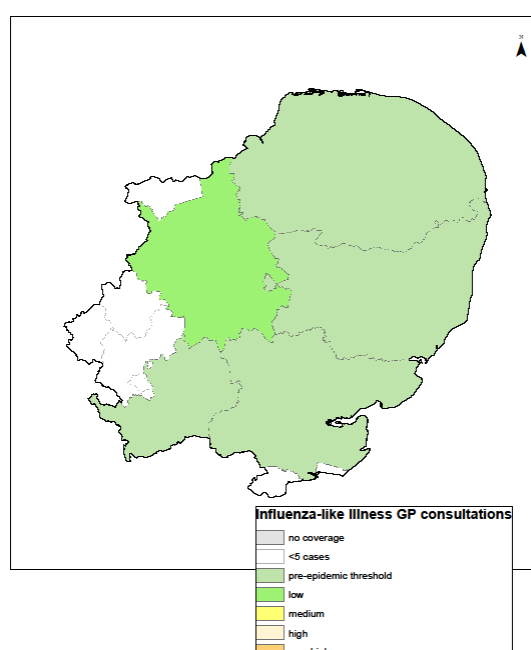 N
Influenza-like Illness GP consultations
no coverage
<5 cases
pre-epidemic threshold
low
medium
high